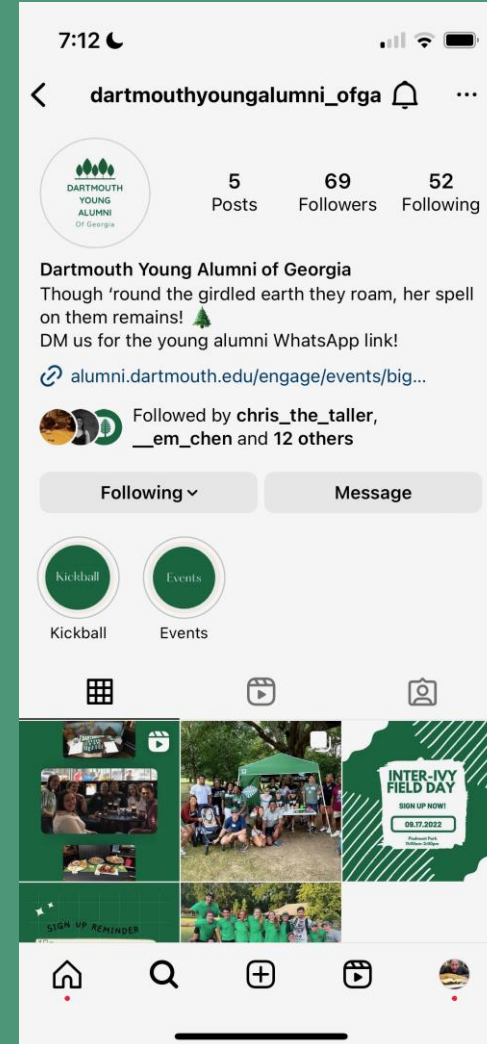 7:12
dartmouthyoungalumni_ofga
DARTMOUTH
YOUNG
ALUMNI
Of Georgia
5
Posts
69
Followers
52
Following
Dartmouth Young Alumni of Georgia
Though ‘round the girdled earth they roam, her spell
on them remains! 🌲
DM us for the young alumni WhatsApp link!
alumni.dartmouth.edu/engage/events/big...
Followed by chris_the_taller,
__em_chen and 12 others
Following
Message
Kickball
Events
Kickball
Events
INTER-IVY
FIELD DAY
SIGN UP NOW!
09.17.2022
Piedmont Park
SIGN UP REMINDER